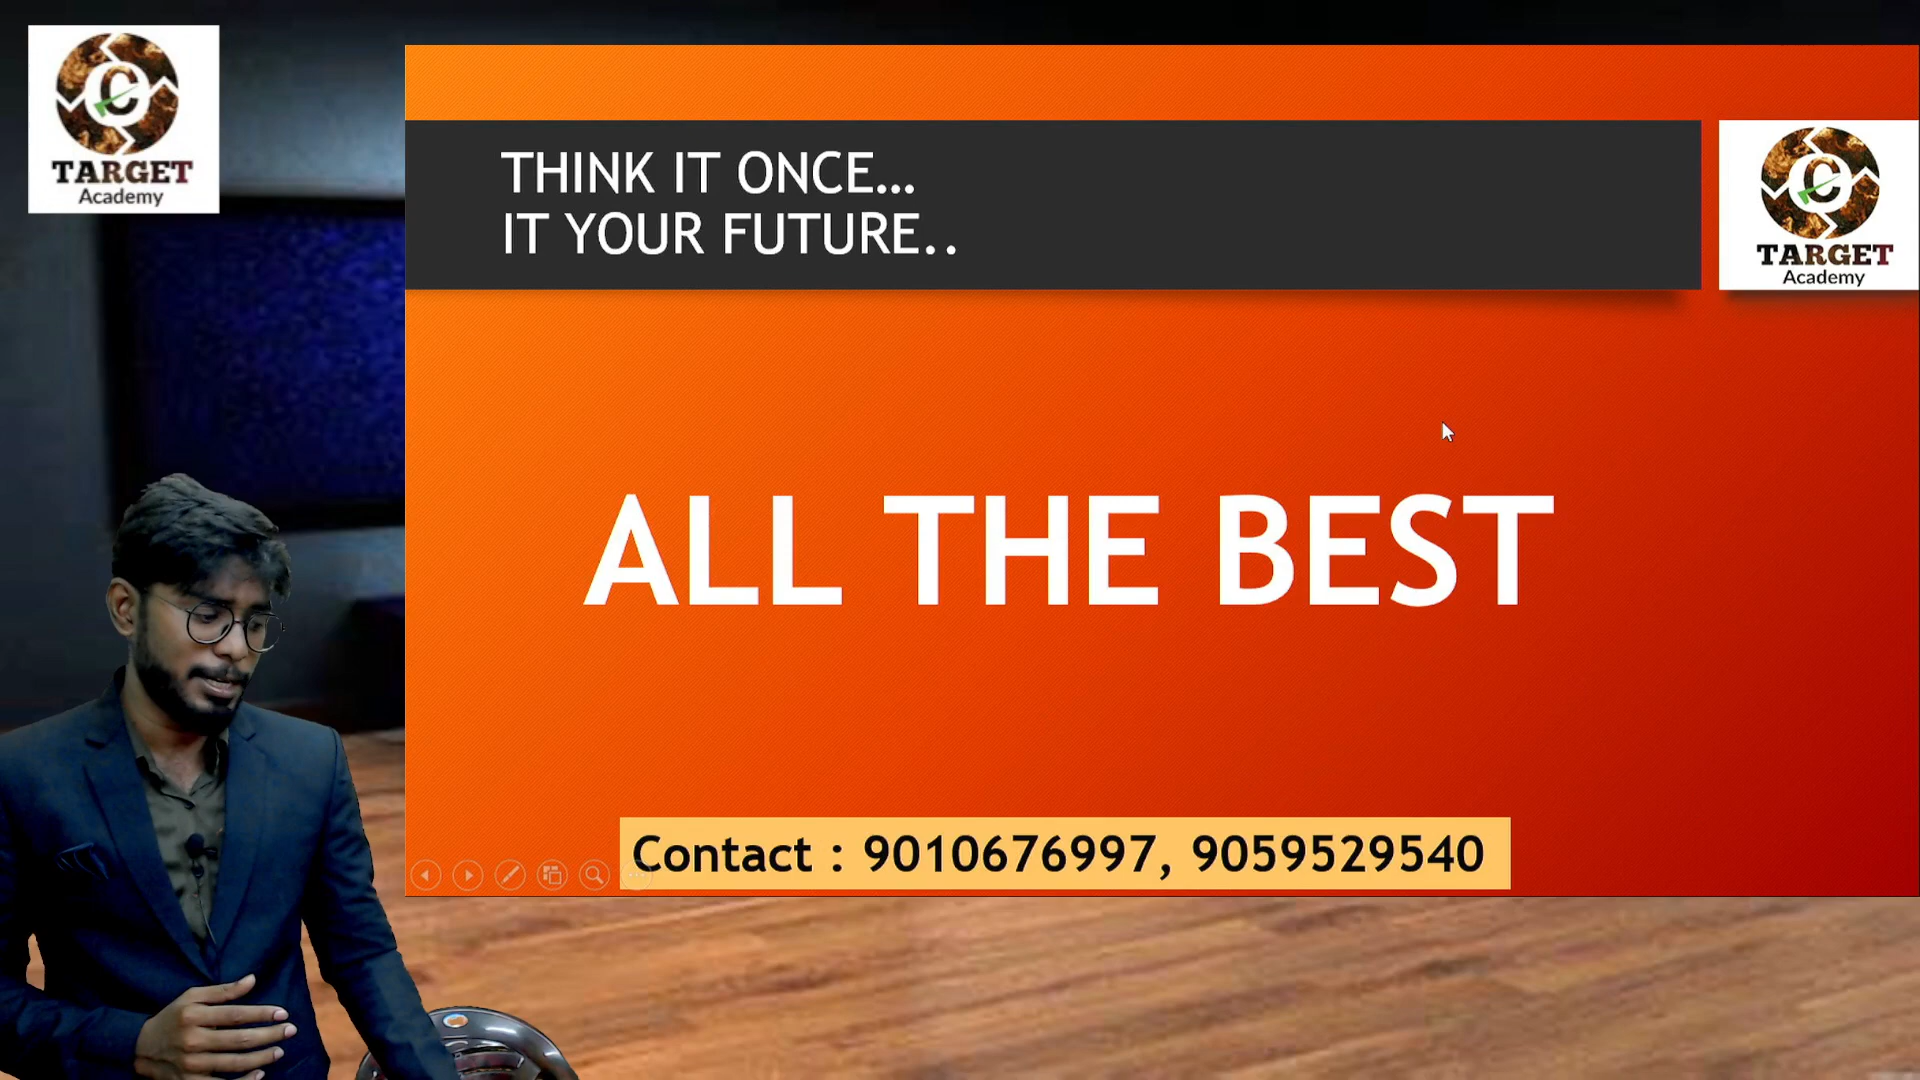 C
TARGET
Academy
THINK IT ONCE...
IT YOUR FUTURE..
C
TARGET
Academy
ALL THE BEST
Contact : 9010676997, 9059529540